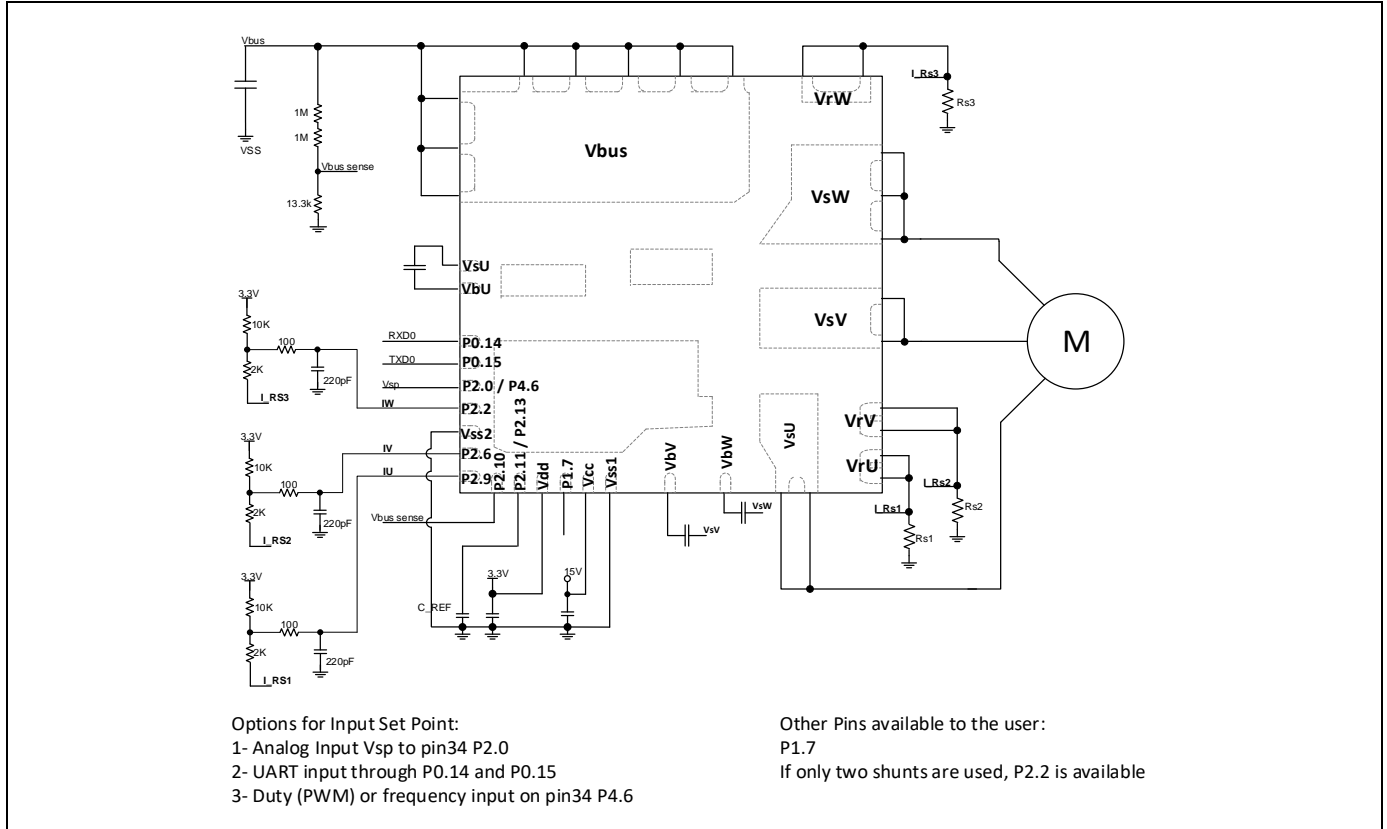 Vbus
I_Rs3
Rs3
VrW
1M
1M
VSS
Vbus sense
13.3k
Vbus
VsW
VsU
VbU
VsV
M
3.3V
10K
100
2K
220pF
I_RS3
RXD0
P0.14
TXD0
P0.15
Vsp
P2.0 / P4.6
IW
P2.2
Vss2
IV
P2.6
IU
P2.9
3.3V
10K
100
2K
220pF
I_RS2
P2.10
P2.11 / P2.13
Vdd
P1.7
Vcc
Vss1
VbV
VbW
VsU
VrV
VrU
I_Rs2
Rs2
I_Rs1
Rs1
Vbus sense
VsV
VsW
3.3V
15V
C_REF
3.3V
10K
100
2K
220pF
I_RS1
Options for Input Set Point:
1- Analog Input Vsp to pin34 P2.0
2- UART input through P0.14 and P0.15
3- Duty (PWM) or frequency input on pin34 P4.6
Other Pins available to the user:
P1.7
If only two shunts are used, P2.2 is available